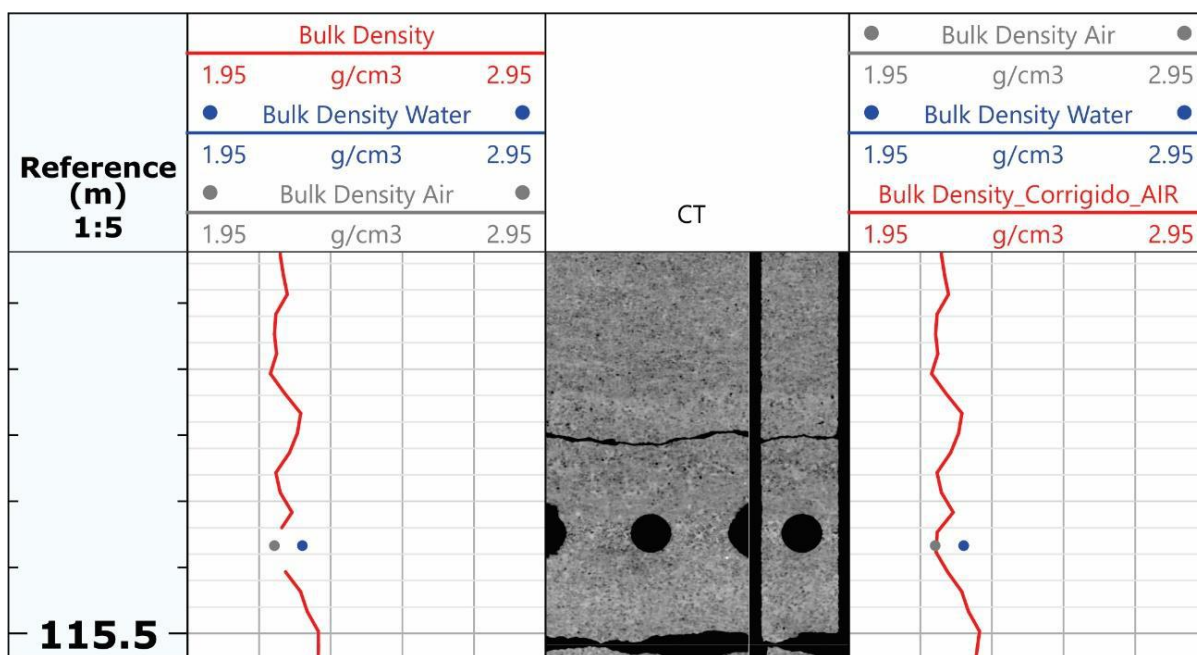 Reference
(m)
1:5
115.5
Bulk Density
1.95 g/cm3 2.95
Bulk Density Water
1.95 g/cm3 2.95
Bulk Density Air
1.95 g/cm3 2.95
CT
Bulk Density Air
1.95 g/cm3 2.95
Bulk Density Water
1.95 g/cm3 2.95
Bulk Density_Corrigido_AIR
1.95 g/cm3 2.95